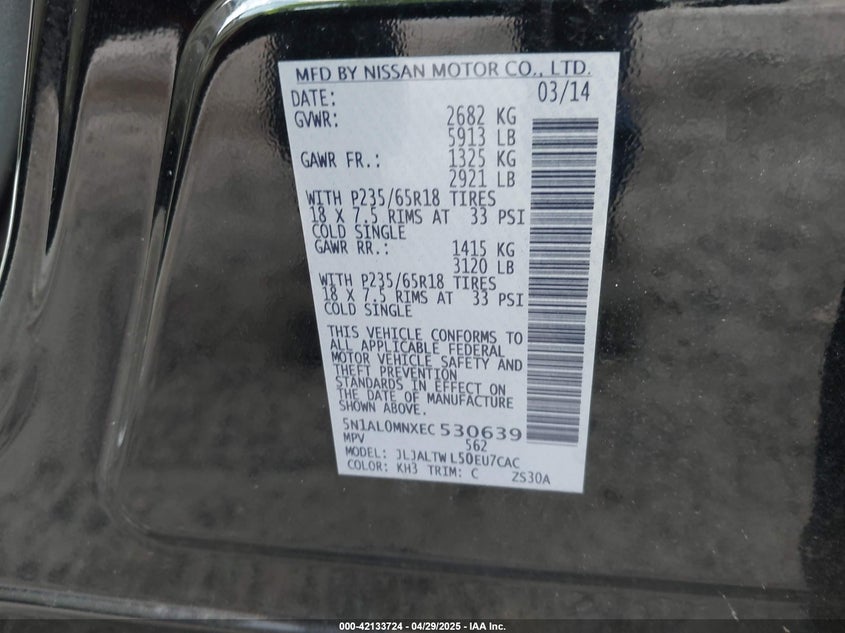 MFD BY NISSAN MOTOR CO., LTD.
DATE: 03/14
GVWR: 2682 KG
5913 LB
GAWR FR.: 1325 KG
2921 LB
WITH P235/65R18 TIRES
18 X 7.5 RIMS AT 33 PSI
COLD SINGLE
GAWR RR.: 1415 KG
3120 LB
WITH P235/65R18 TIRES
18 X 7.5 RIMS AT 33 PSI
COLD SINGLE
THIS VEHICLE CONFORMS TO
ALL APPLICABLE FEDERAL
MOTOR VEHICLE SAFETY AND
THEFT PREVENTION
STANDARDS IN EFFECT ON
THE DATE OF MANUFACTURE
SHOWN ABOVE.
5N1AL0MNXEC 530639
MPV 562
MODEL: JLJALTW L50EU7CAC
COLOR: KH3 TRIM: C ZS30A
000-42133724 - 04/29/2025 - IAA Inc.